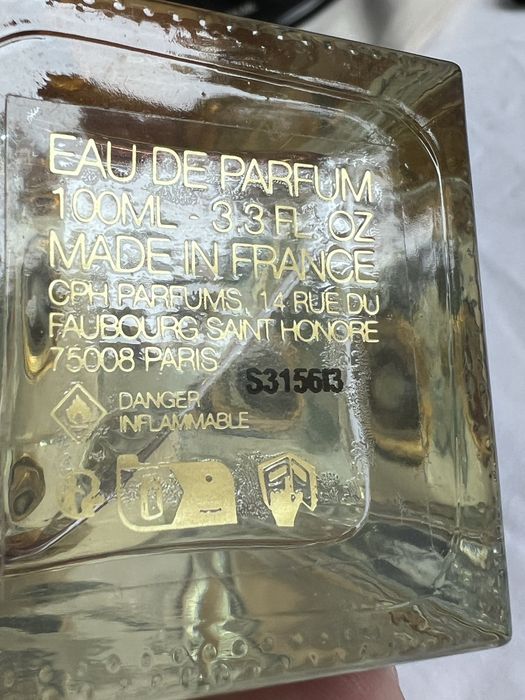 EAU DE PARFUM
100ML - 3.3 FL. OZ
MADE IN FRANCE
CPH PARFUMS, 14 RUE DU
FAUBOURG SAINT HONORE
75008 PARIS
S3156I3
DANGER
INFLAMMABLE